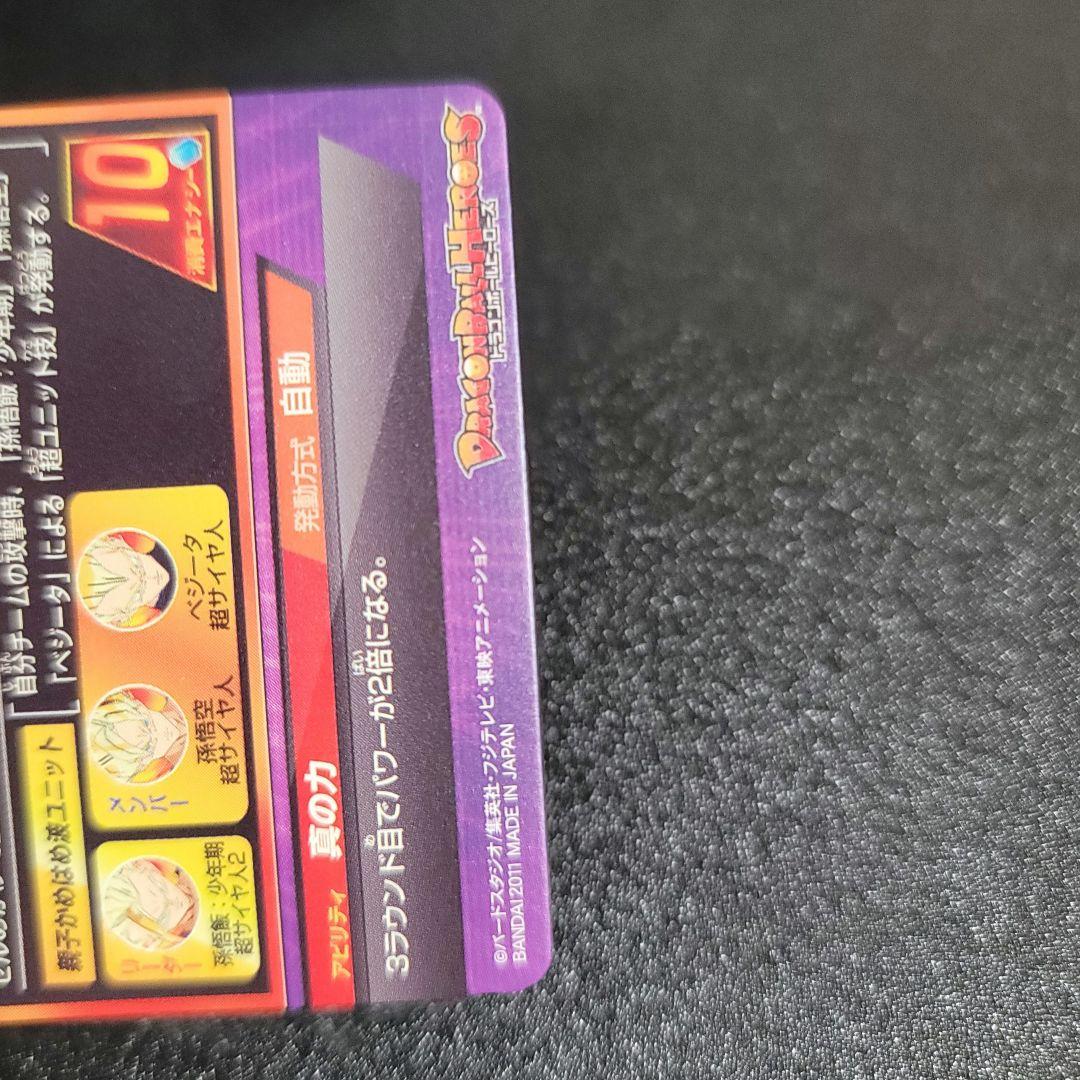 自分チームの攻撃時、「孫悟飯：少年期」「孫悟空」
「ベジータ」による「超ユニット技」が発動する。
10
消費エナジー
親子かめはめ波ユニット
リーダー
孫悟飯：少年期
超サイヤ人2
メンバー
孫悟空
超サイヤ人
ベジータ
超サイヤ人
アビリティ 真の力
発動方式 自動
3ラウンド目でパワーが2倍になる。
©バードスタジオ/集英社・フジテレビ・東映アニメーション
BANDAI 2011 MADE IN JAPAN
DRAGONBALL HEROES
ドラゴンボールヒーローズ